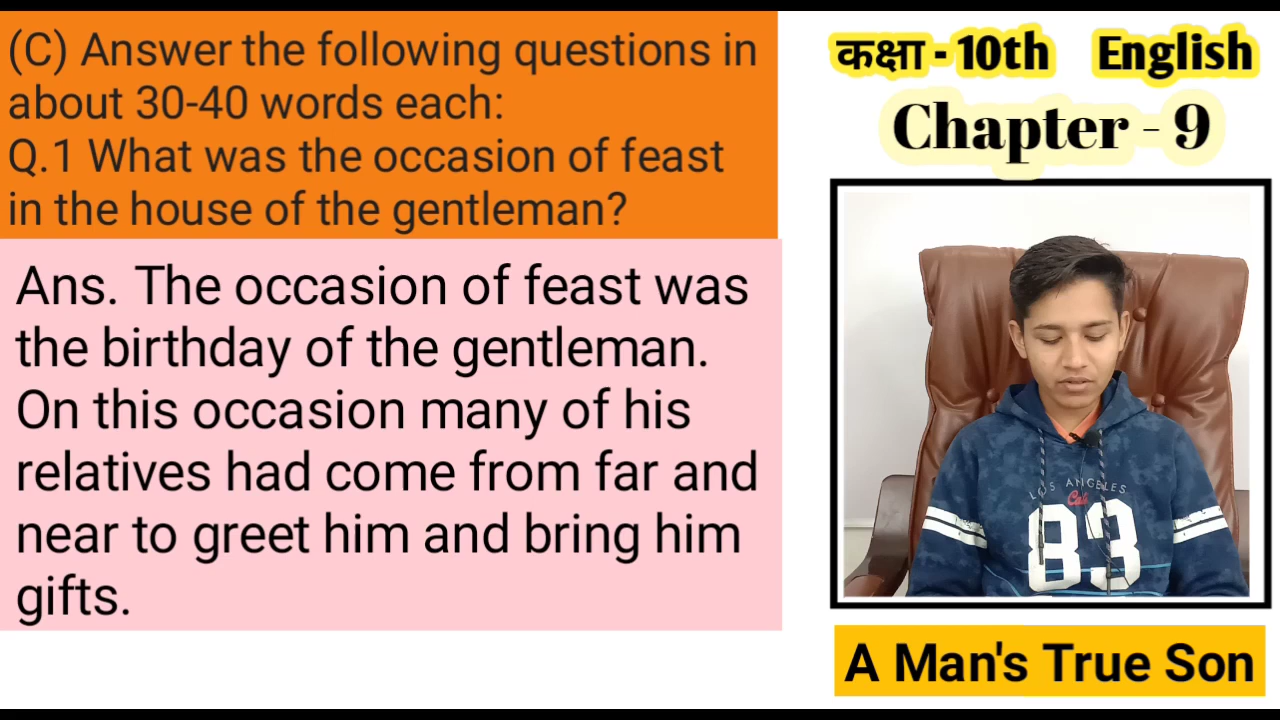 (C) Answer the following questions in
about 30-40 words each:
Q.1 What was the occasion of feast
in the house of the gentleman?
Ans. The occasion of feast was
the birthday of the gentleman.
On this occasion many of his
relatives had come from far and
near to greet him and bring him
gifts.
कक्षा - 10th English
Chapter - 9
LOS ANGELES
83
A Man's True Son